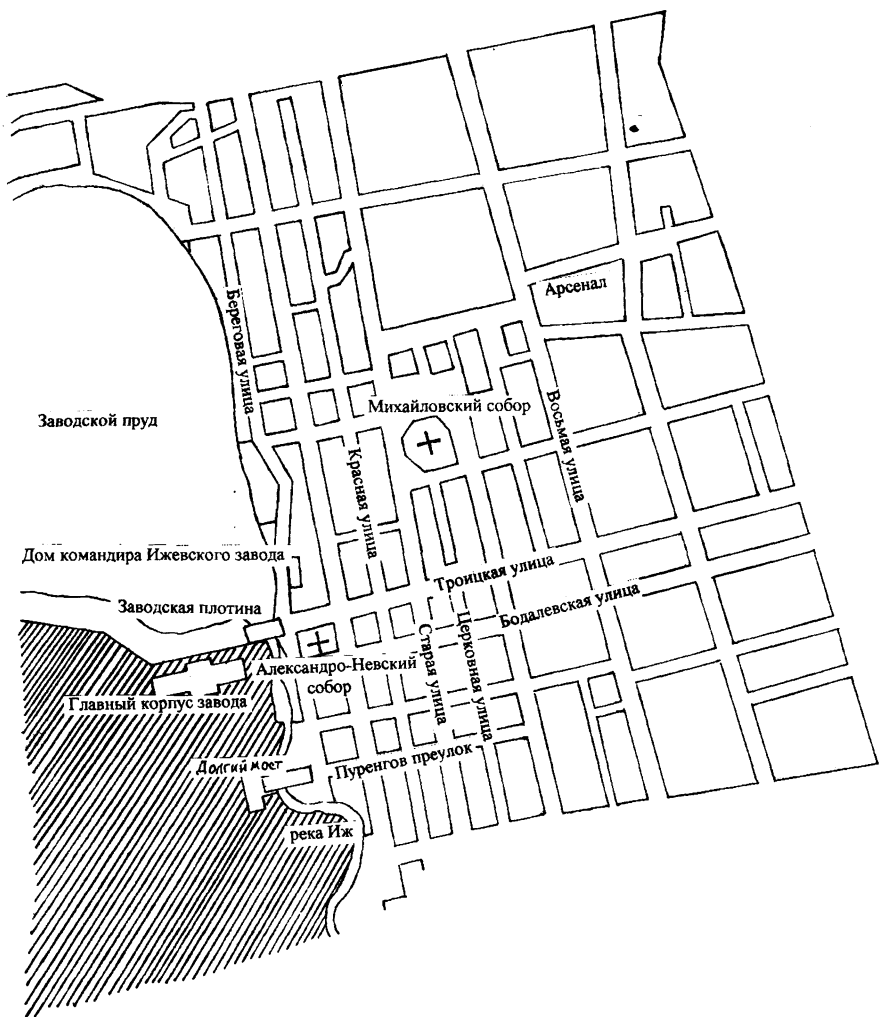 Арсенал
Береговая улица
Михайловский собор
Заводской пруд
Восьмая улица
Красная улица
Дом командира Ижевского завода
Троицкая улица
Заводская плотина
Бодалевская улица
Церковная улица
Старая улица
Александро-Невский
собор
Главный корпус завода
Долгий мост
Пуренгов преулок
река Иж